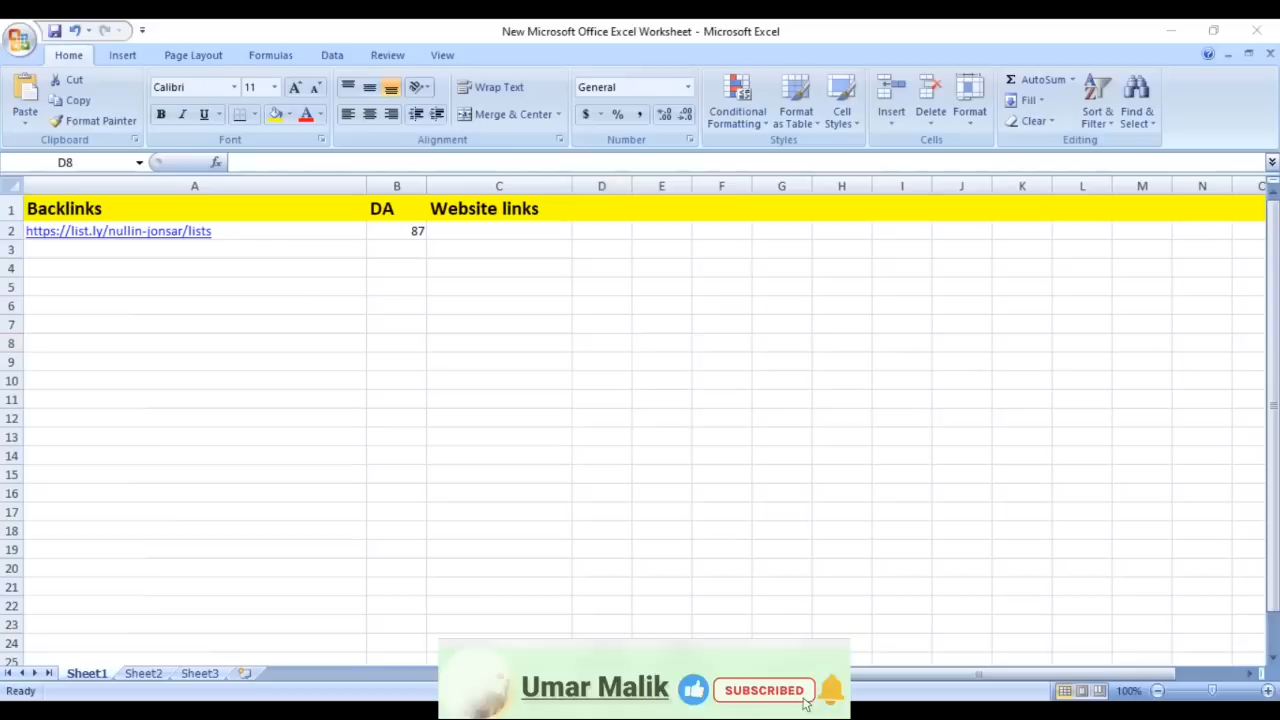 New Microsoft Office Excel Worksheet - Microsoft Excel
Home Insert Page Layout Formulas Data Review View
Paste
Cut
Copy
Format Painter
Clipboard
Calibri 11
B I U
Font
Wrap Text
Merge & Center
Alignment
General
$ % ,
Number
Conditional Formatting
Format as Table
Cell Styles
Styles
Insert Delete Format
Cells
AutoSum
Fill
Clear
Sort & Filter
Find & Select
Editing
D8 fx
A B C D E F G H I J K L M N
1 Backlinks DA Website links
2 https://list.ly/nullin-jonsar/lists 87
3
4
5
6
7
8
9
10
11
12
13
14
15
16
17
18
19
20
21
22
23
24
25
Sheet1 Sheet2 Sheet3
Ready 100%
Umar Malik SUBSCRIBED